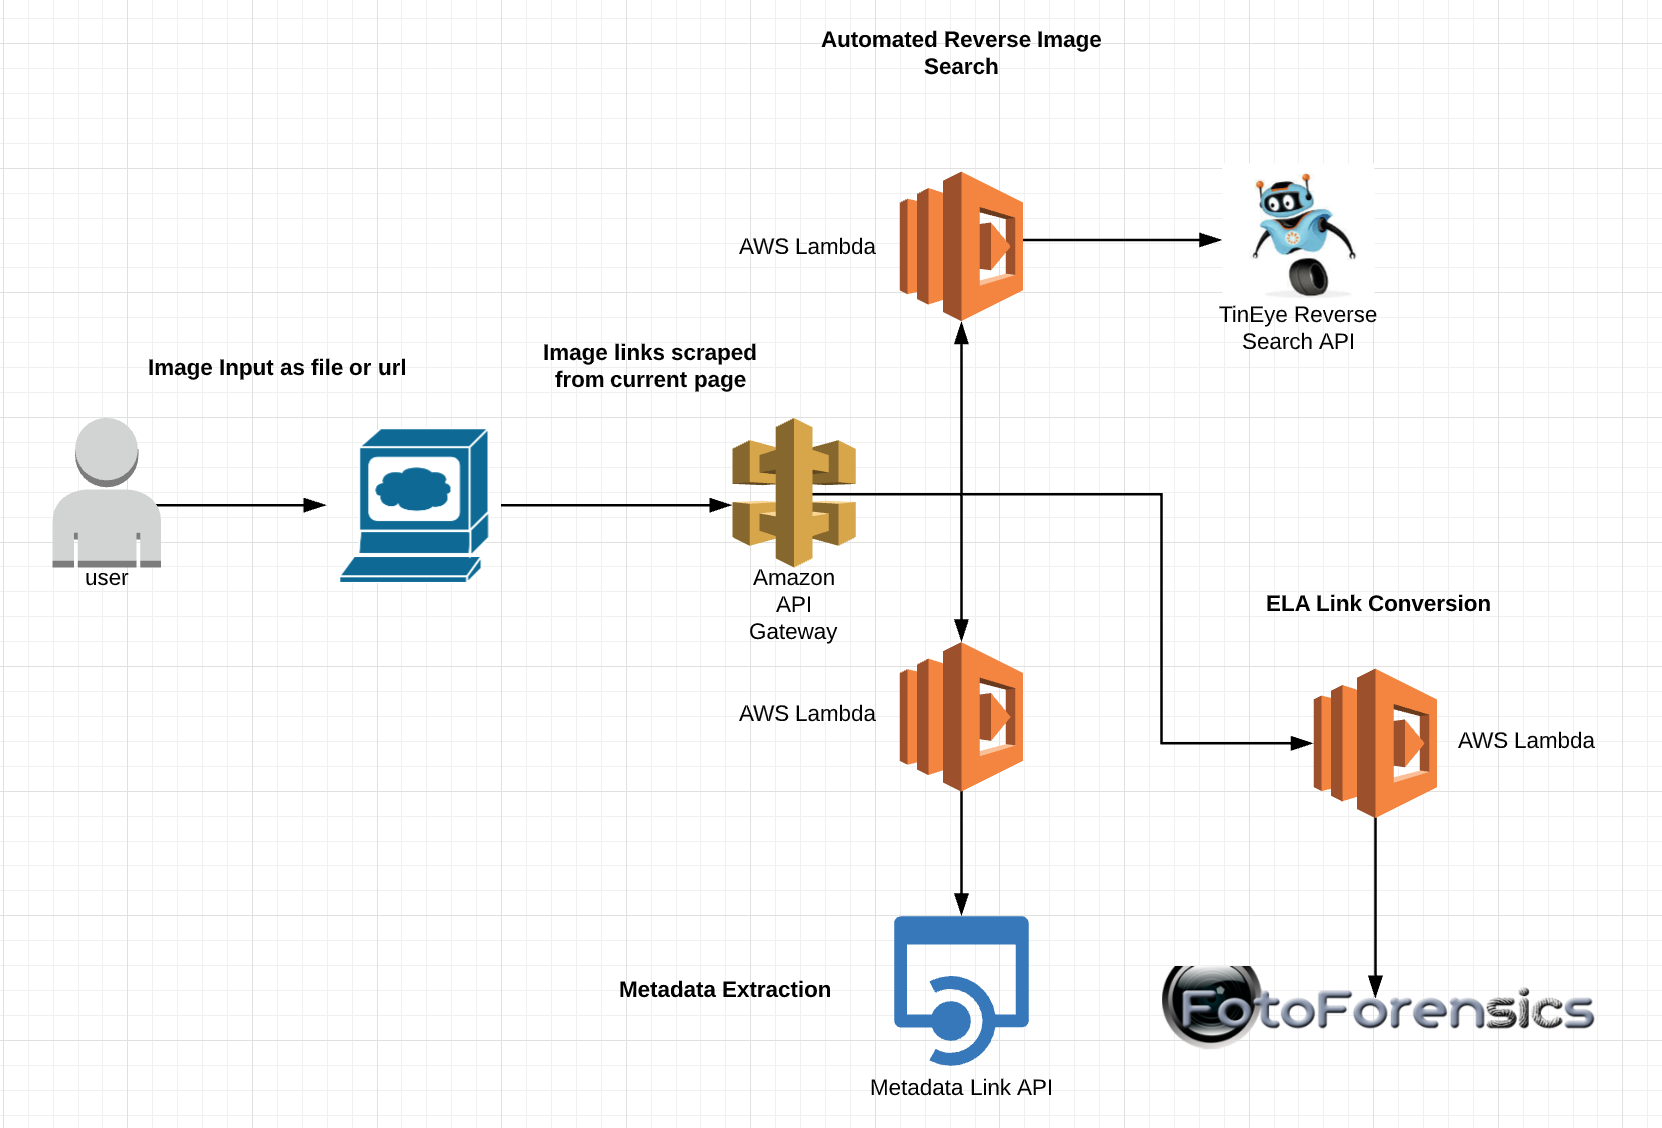 Automated Reverse Image
Search
AWS Lambda
TinEye Reverse
Search API
Image Input as file or url
Image links scraped
from current page
user
Amazon
API
Gateway
ELA Link Conversion
AWS Lambda
AWS Lambda
Metadata Extraction
FotoForensics
Metadata Link API